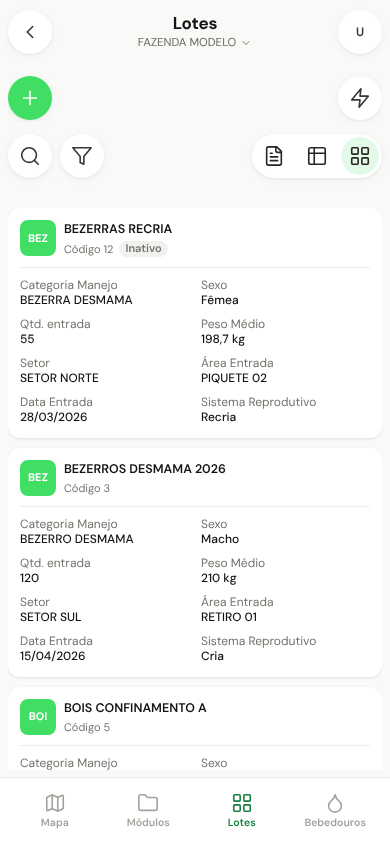 Lotes
FAZENDA MODELO
U
BEZ
BEZERRAS RECRIA
Código 12 Inativo
Categoria Manejo Sexo
BEZERRA DESMAMA Fêmea
Qtd. entrada Peso Médio
55 198,7 kg
Setor Área Entrada
SETOR NORTE PIQUETE 02
Data Entrada Sistema Reprodutivo
28/03/2026 Recria
BEZ
BEZERROS DESMAMA 2026
Código 3
Categoria Manejo Sexo
BEZERRO DESMAMA Macho
Qtd. entrada Peso Médio
120 210 kg
Setor Área Entrada
SETOR SUL RETIRO 01
Data Entrada Sistema Reprodutivo
15/04/2026 Cria
BOI
BOIS CONFINAMENTO A
Código 5
Categoria Manejo Sexo
Mapa Módulos Lotes Bebedouros